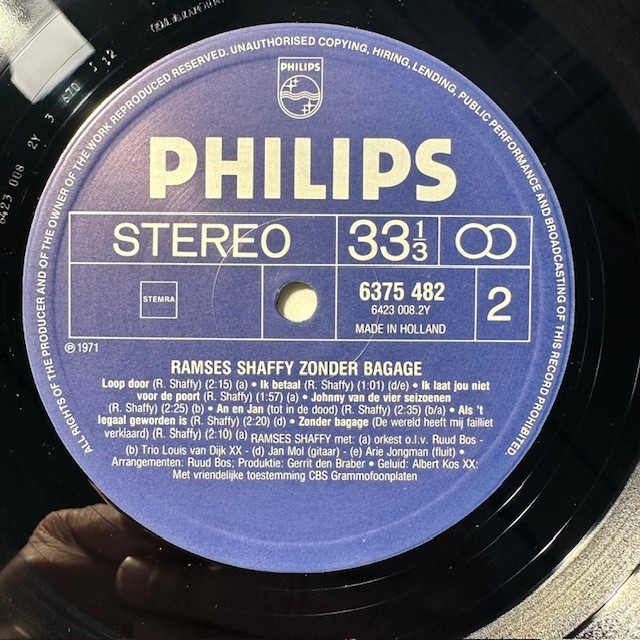 ALL RIGHTS OF THE PRODUCER AND OF THE OWNER OF THE WORK REPRODUCED RESERVED. UNAUTHORISED COPYING, HIRING, LENDING, PUBLIC PERFORMANCE AND BROADCASTING OF THIS RECORD PROHIBITED
PHILIPS
PHILIPS
STEREO 33 1/3
STEMRA
6375 482
6423 008.2Y
MADE IN HOLLAND
2
Ⓟ 1971
RAMSES SHAFFY ZONDER BAGAGE
Loop door (R. Shaffy) (2:15) (a) • Ik betaal (R. Shaffy) (1:01) (d/e) • Ik laat jou niet
voor de poort (R. Shaffy) (1:57) (a) • Johnny van de vier seizoenen
(R. Shaffy) (2:25) (b) • An en Jan (tot in de dood) (R. Shaffy) (2:35) (b/a) • Als 't
legaal geworden is (R. Shaffy) (2:20) (d) • Zonder bagage (De wereld heeft mij failliet
verklaard) (R. Shaffy) (2:10) (a) RAMSES SHAFFY met: (a) orkest o.l.v. Ruud Bos -
(b) Trio Louis van Dijk XX - (d) Jan Mol (gitaar) - (e) Arie Jongman (fluit) •
Arrangementen: Ruud Bos; Produktie: Gerrit den Braber • Geluid: Albert Kos XX:
Met vriendelijke toestemming CBS Grammofoonplaten
6423 008 2Y 3